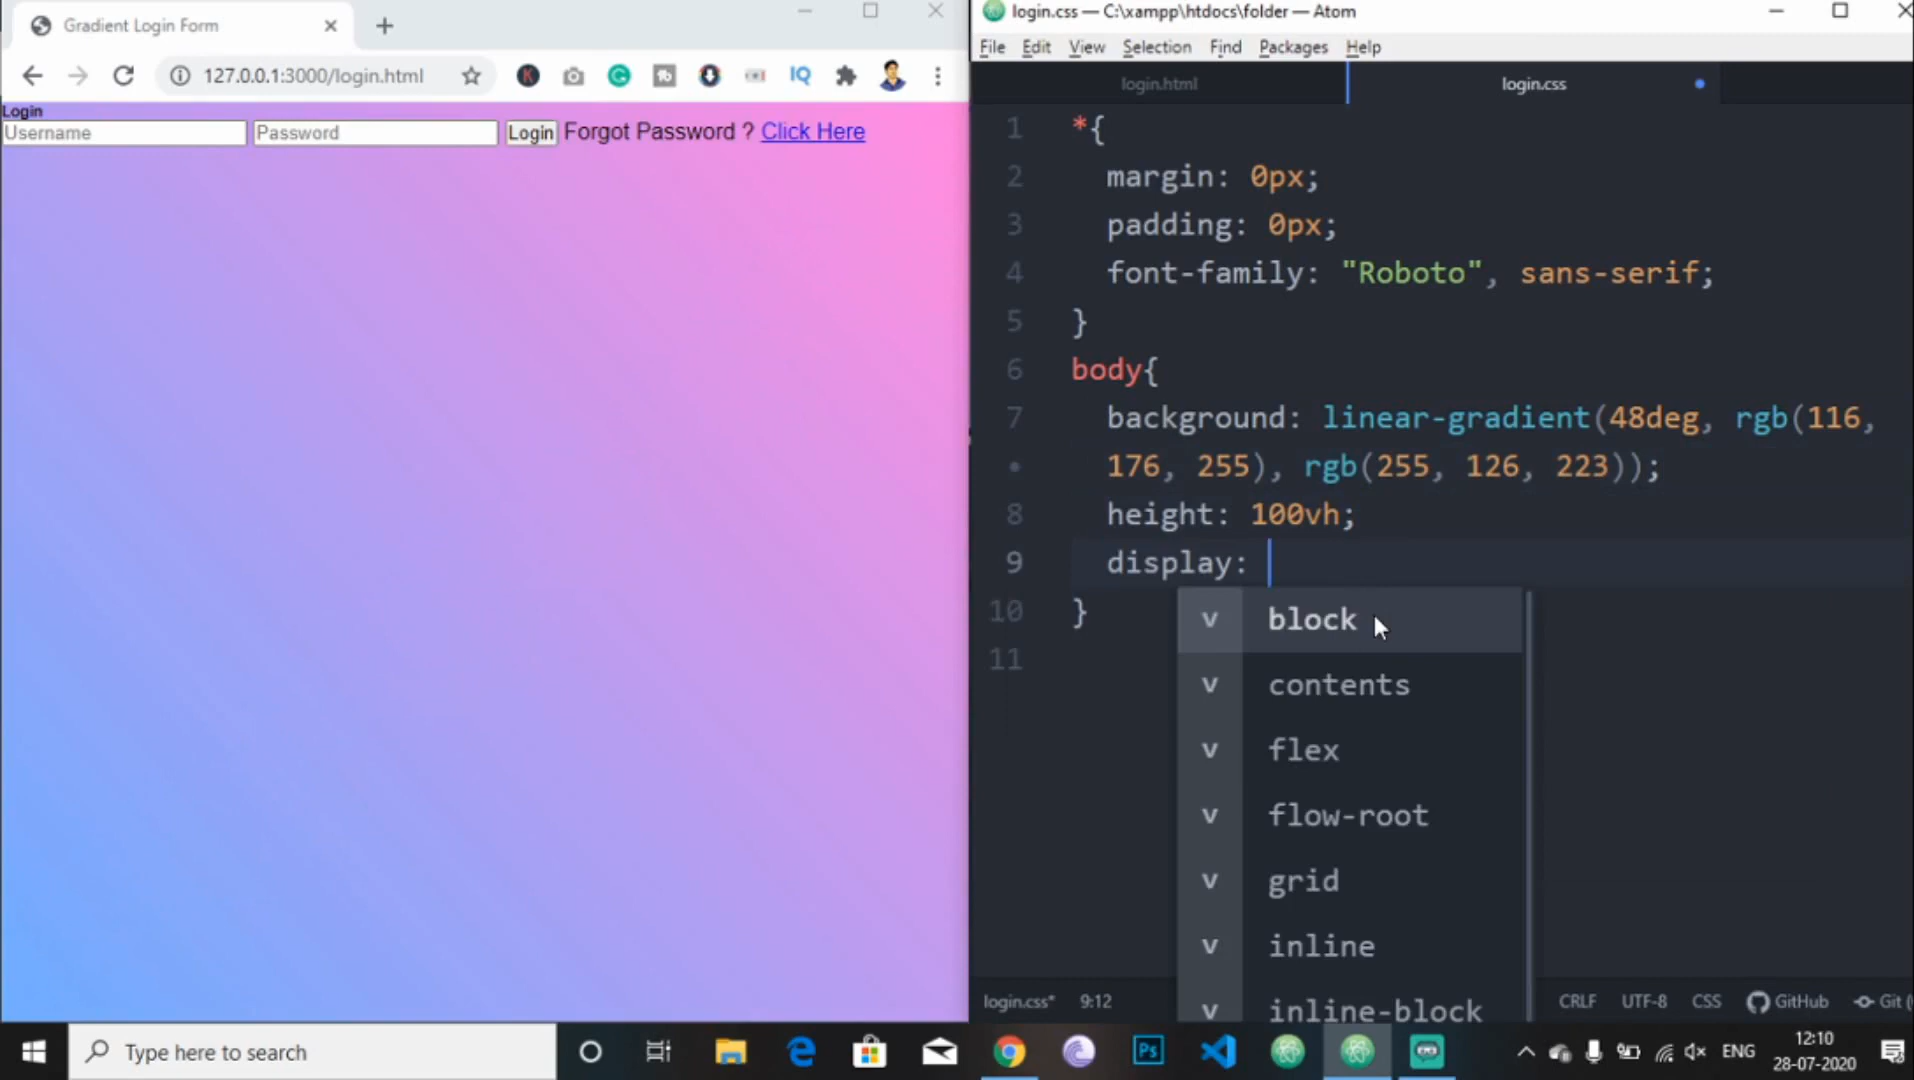 Gradient Login Form
127.0.0.1:3000/login.html
IQ
Login
Username
Password
Login
Forgot Password ? Click Here
login.css — C:\xampp\htdocs\folder — Atom
File Edit View Selection Find Packages Help
login.html
login.css
1 *{
2 margin: 0px;
3 padding: 0px;
4 font-family: "Roboto", sans-serif;
5 }
6 body{
7 background: linear-gradient(48deg, rgb(116,
• 176, 255), rgb(255, 126, 223));
8 height: 100vh;
9 display:
10 }
11
v block
v contents
v flex
v flow-root
v grid
v inline
v inline-block
login.css* 9:12
CRLF UTF-8 CSS GitHub Git (
Type here to search
Ps
ENG
12:10
28-07-2020